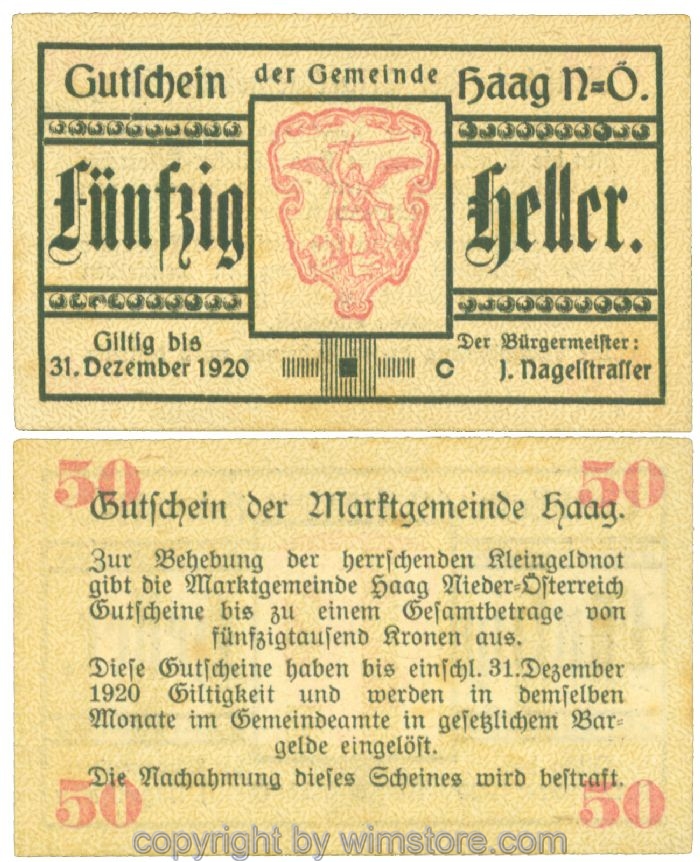 Gutschein der Gemeinde Haag N=Ö.
Fünfzig Heller.
Giltig bis
31. Dezember 1920
C
Der Bürgermeister:
J. Nagelstrasser
50 50
Gutschein der Marktgemeinde Haag.
Zur Behebung der herrschenden Kleingeldnot
gibt die Marktgemeinde Haag Nieder-Österreich
Gutscheine bis zu einem Gesamtbetrage von
fünfzigtausend Kronen aus.
Diese Gutscheine haben bis einschl. 31. Dezember
1920 Giltigkeit und werden in demselben
Monate im Gemeindeamte in gesetzlichem Bar-
gelde eingelöst.
Die Nachahmung dieses Scheines wird bestraft.
50 50
copyright by wimstore.com